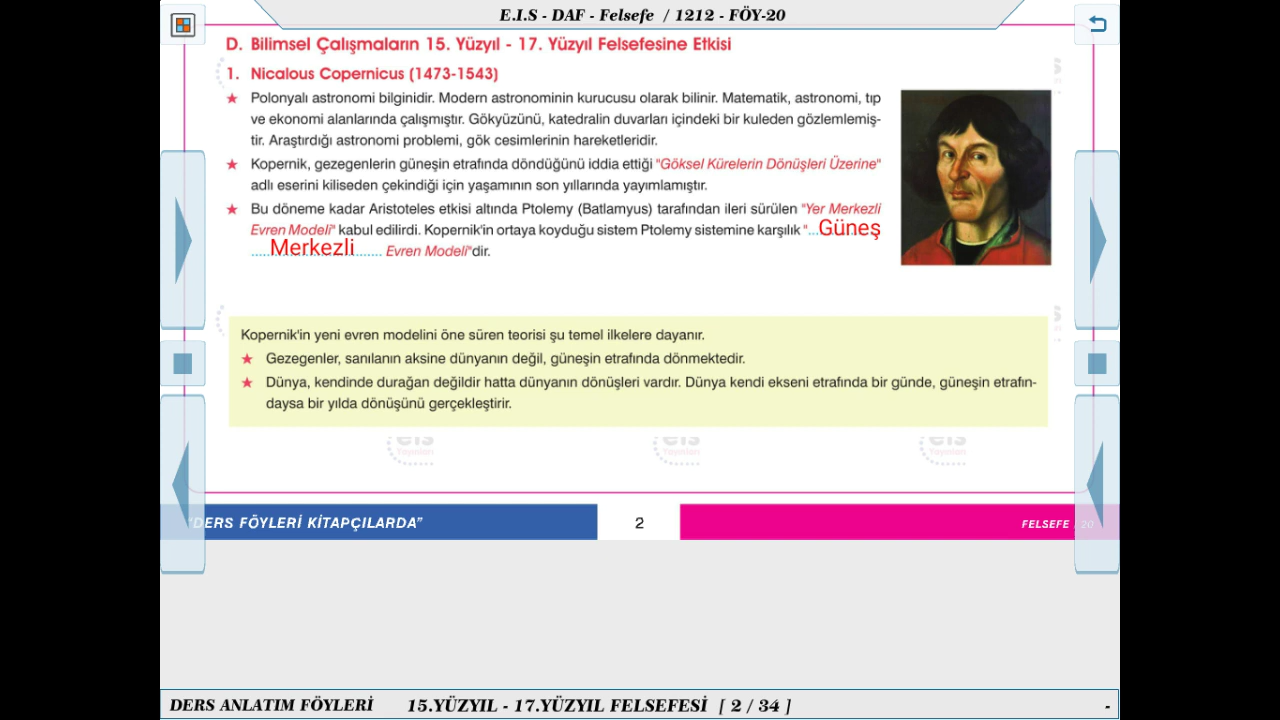 E.I.S - DAF - Felsefe / 1212 - FÖY-20
D. Bilimsel Çalışmaların 15. Yüzyıl - 17. Yüzyıl Felsefesine Etkisi
1. Nicalous Copernicus (1473-1543)
★ Polonyalı astronomi bilginidir. Modern astronominin kurucusu olarak bilinir. Matematik, astronomi, tıp
ve ekonomi alanlarında çalışmıştır. Gökyüzünü, katedralin duvarları içindeki bir kuleden gözlemlemiş-
tir. Araştırdığı astronomi problemi, gök cesimlerinin hareketleridir.
★ Kopernik, gezegenlerin güneşin etrafında döndüğünü iddia ettiği "Göksel Kürelerin Dönüşleri Üzerine"
adlı eserini kiliseden çekindiği için yaşamının son yıllarında yayımlamıştır.
★ Bu döneme kadar Aristoteles etkisi altında Ptolemy (Batlamyus) tarafından ileri sürülen "Yer Merkezli
Evren Modeli" kabul edilirdi. Kopernik'in ortaya koyduğu sistem Ptolemy sistemine karşılık "...Güneş
....Merkezli...... Evren Modeli"dir.
Kopernik'in yeni evren modelini öne süren teorisi şu temel ilkelere dayanır.
★ Gezegenler, sanılanın aksine dünyanın değil, güneşin etrafında dönmektedir.
★ Dünya, kendinde durağan değildir hatta dünyanın dönüşleri vardır. Dünya kendi ekseni etrafında bir günde, güneşin etrafın-
daysa bir yılda dönüşünü gerçekleştirir.
eis eis eis
Yayınları Yayınları Yayınları
"DERS FÖYLERİ KİTAPÇILARDA" 2 FELSEFE / 20
DERS ANLATIM FÖYLERİ 15.YÜZYIL - 17.YÜZYIL FELSEFESİ [ 2 / 34 ] -